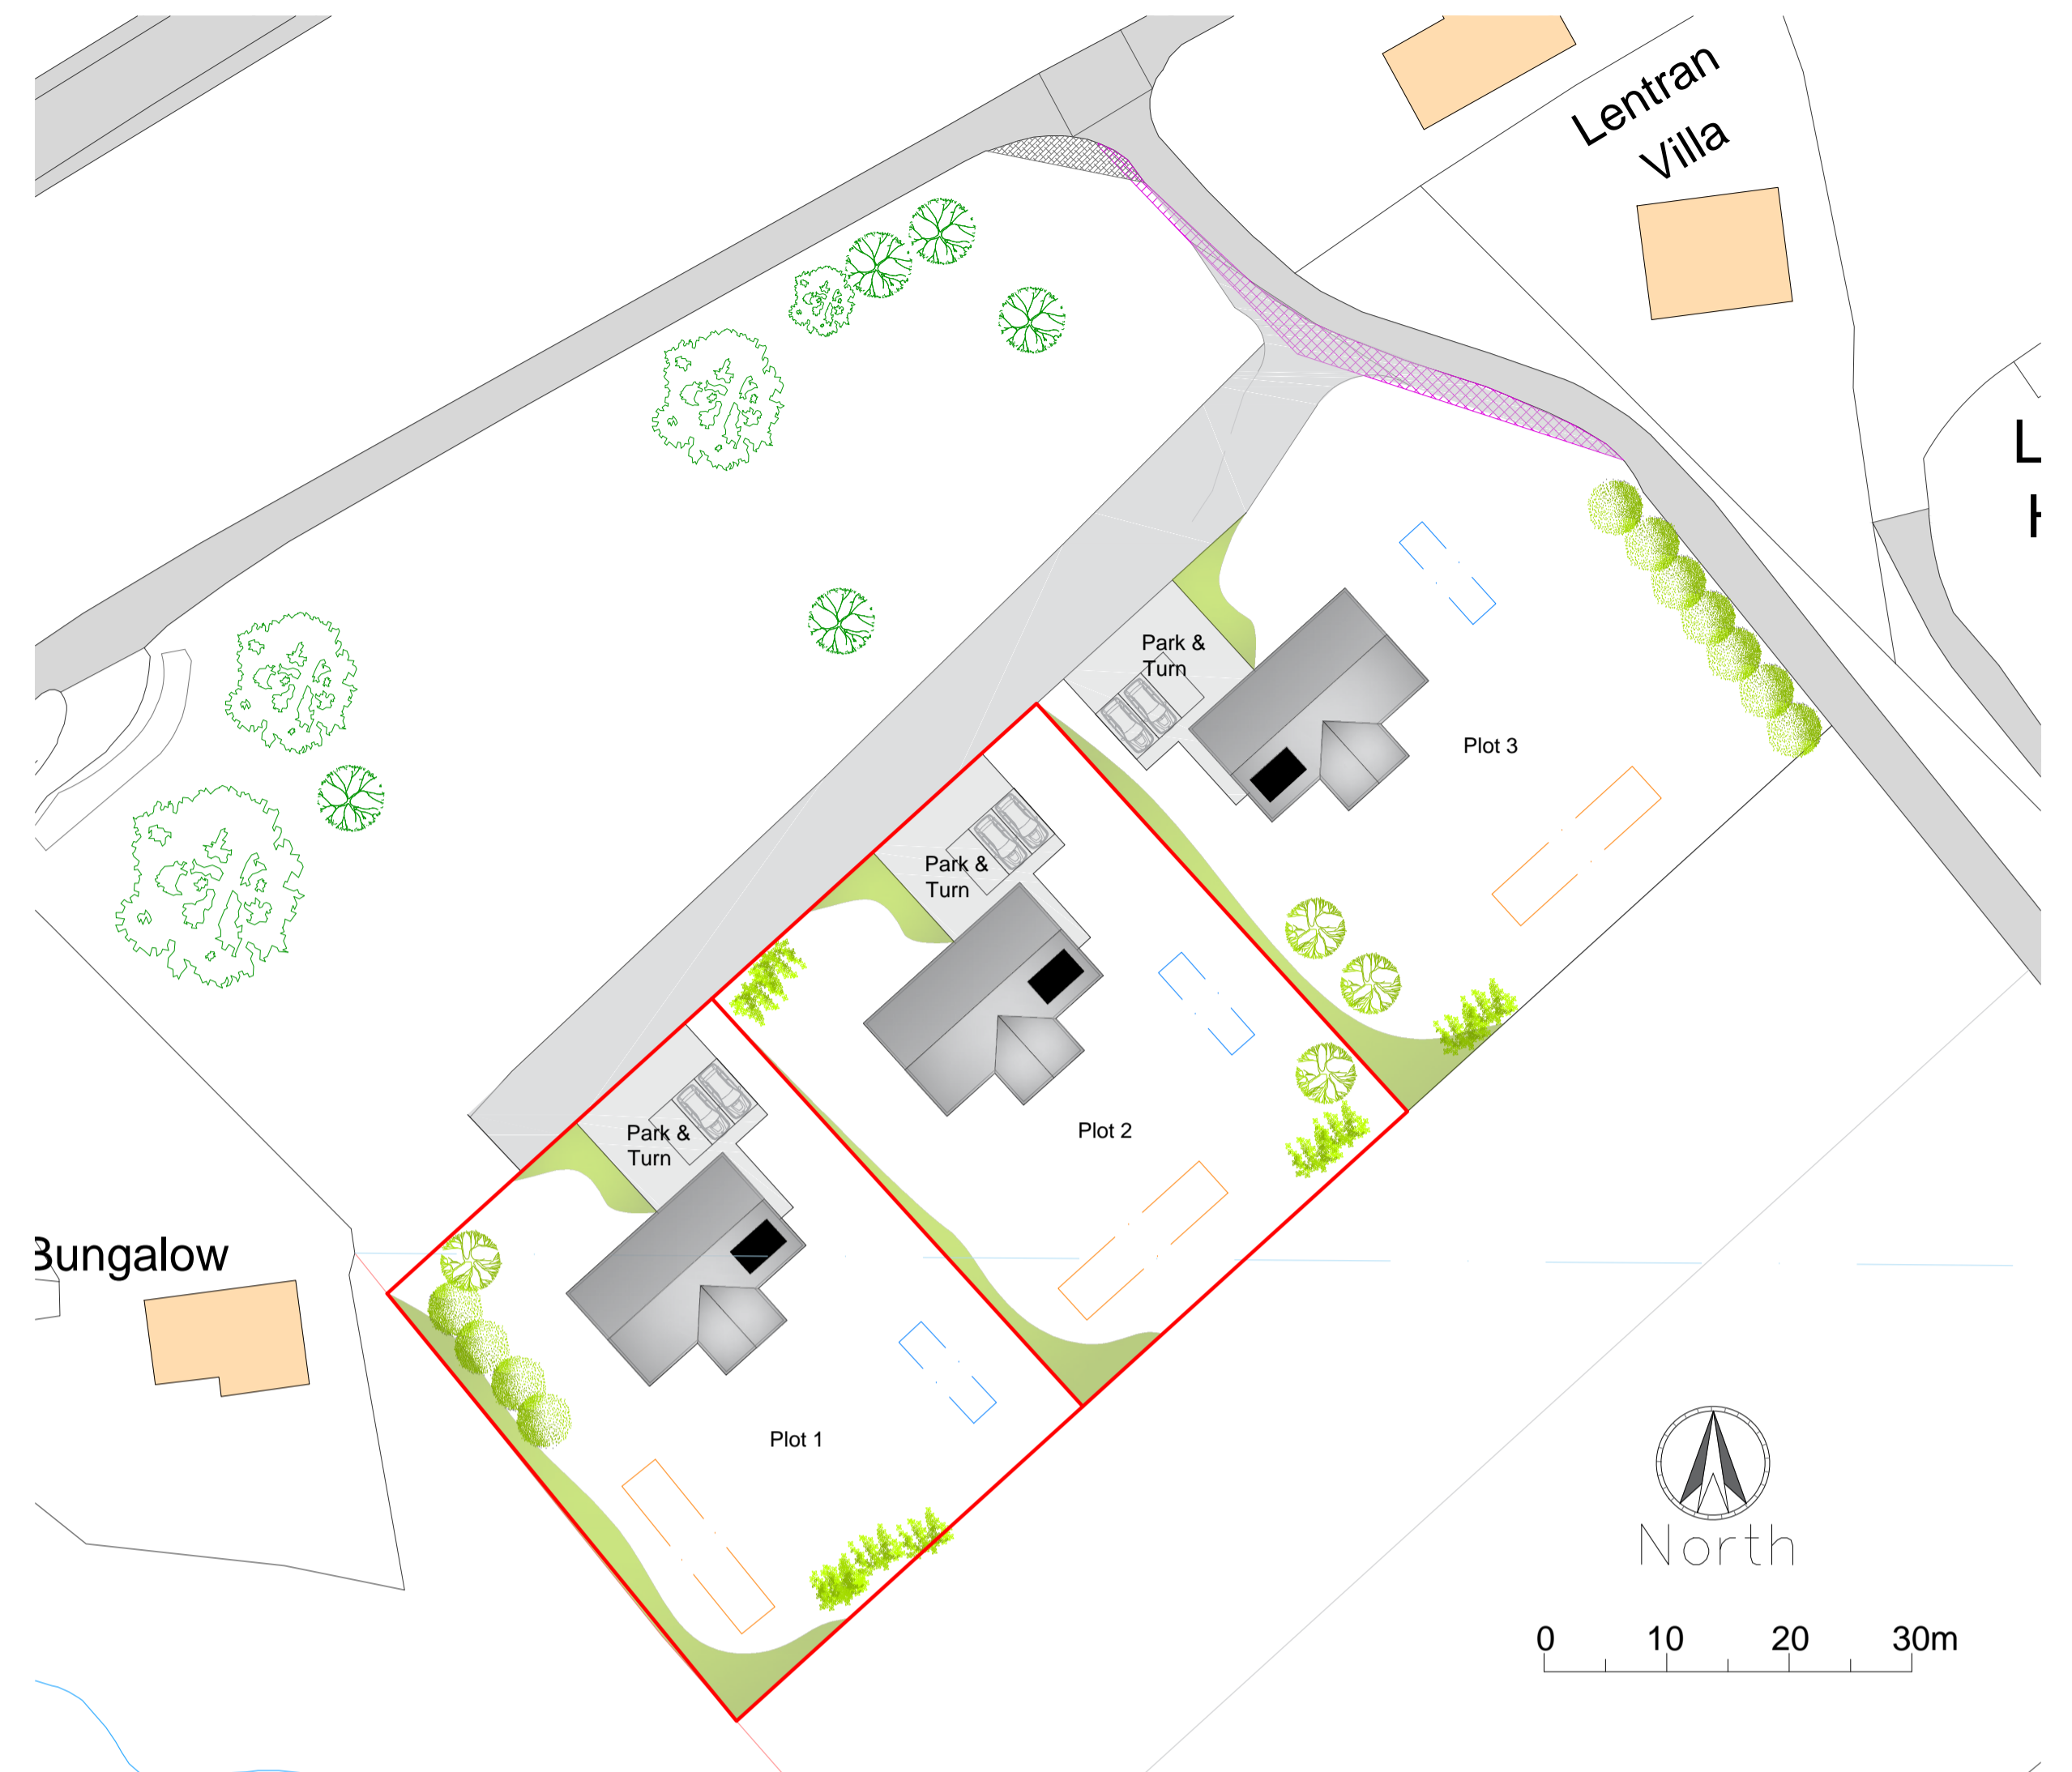 Lentran
Villa
L
H
Park &
Turn
Plot 3
Park &
Turn
Plot 2
Park &
Turn
Bungalow
Plot 1
North
0 10 20 30m